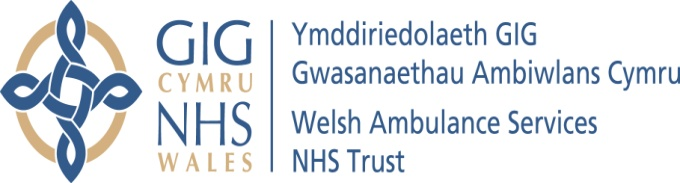 GIG
CYMRU
NHS
WALES
Ymddiriedolaeth GIG
Gwasanaethau Ambiwlans Cymru
Welsh Ambulance Services
NHS Trust